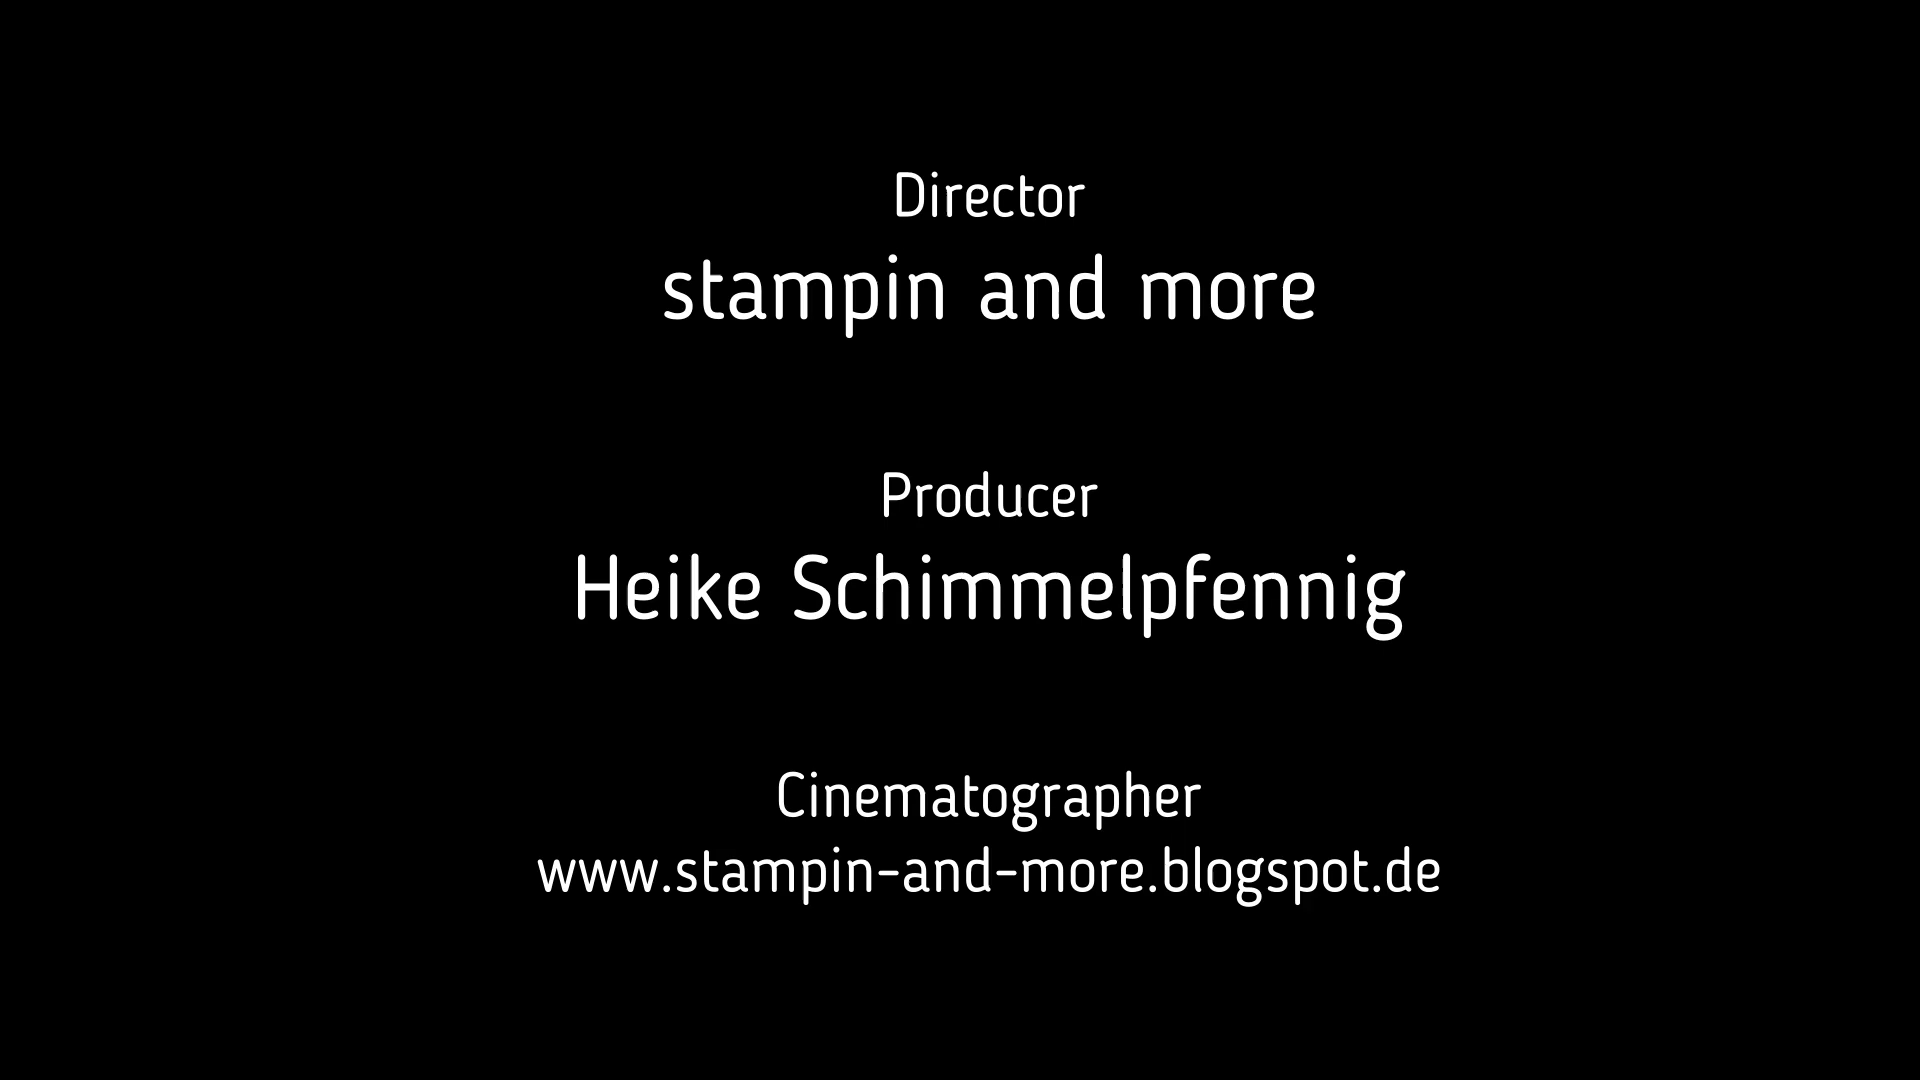 Director
stampin and more
Producer
Heike Schimmelpfennig
Cinematographer
www.stampin-and-more.blogspot.de